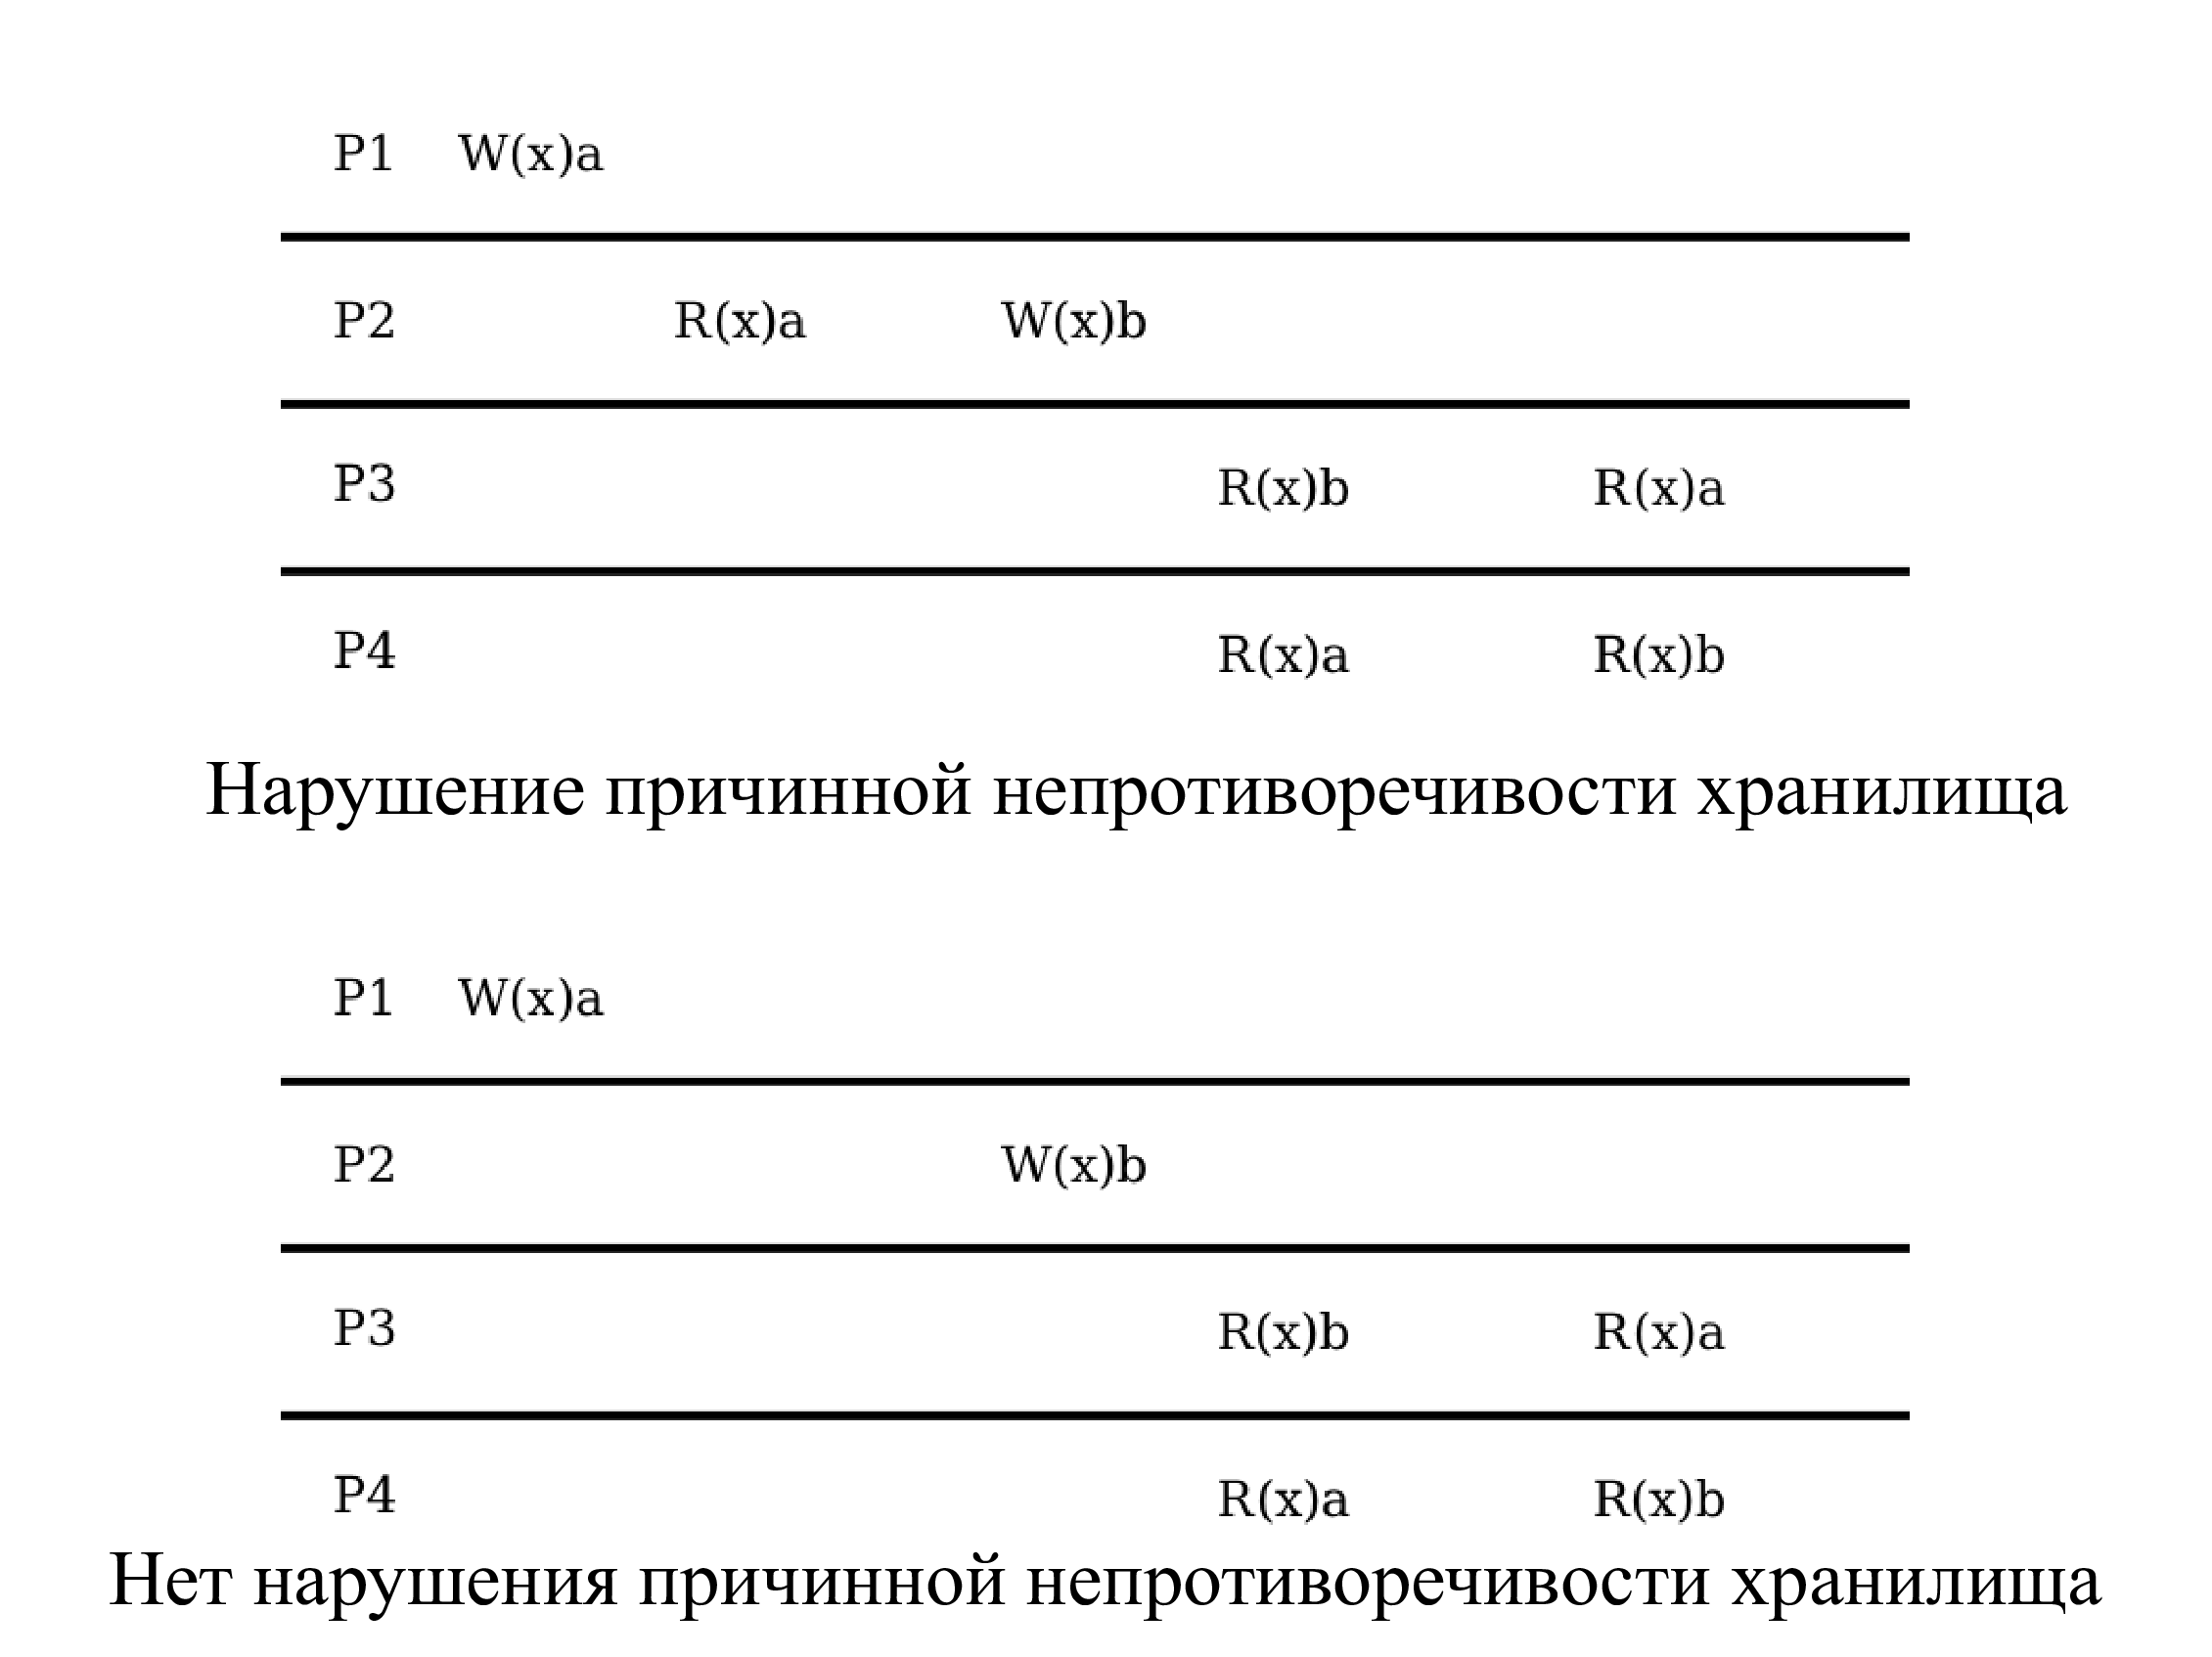 P1 W(x)a
P2 R(x)a W(x)b
P3 R(x)b R(x)a
P4 R(x)a R(x)b
Нарушение причинной непротиворечивости хранилища
P1 W(x)a
P2 W(x)b
P3 R(x)b R(x)a
P4 R(x)a R(x)b
Нет нарушения причинной непротиворечивости хранилища